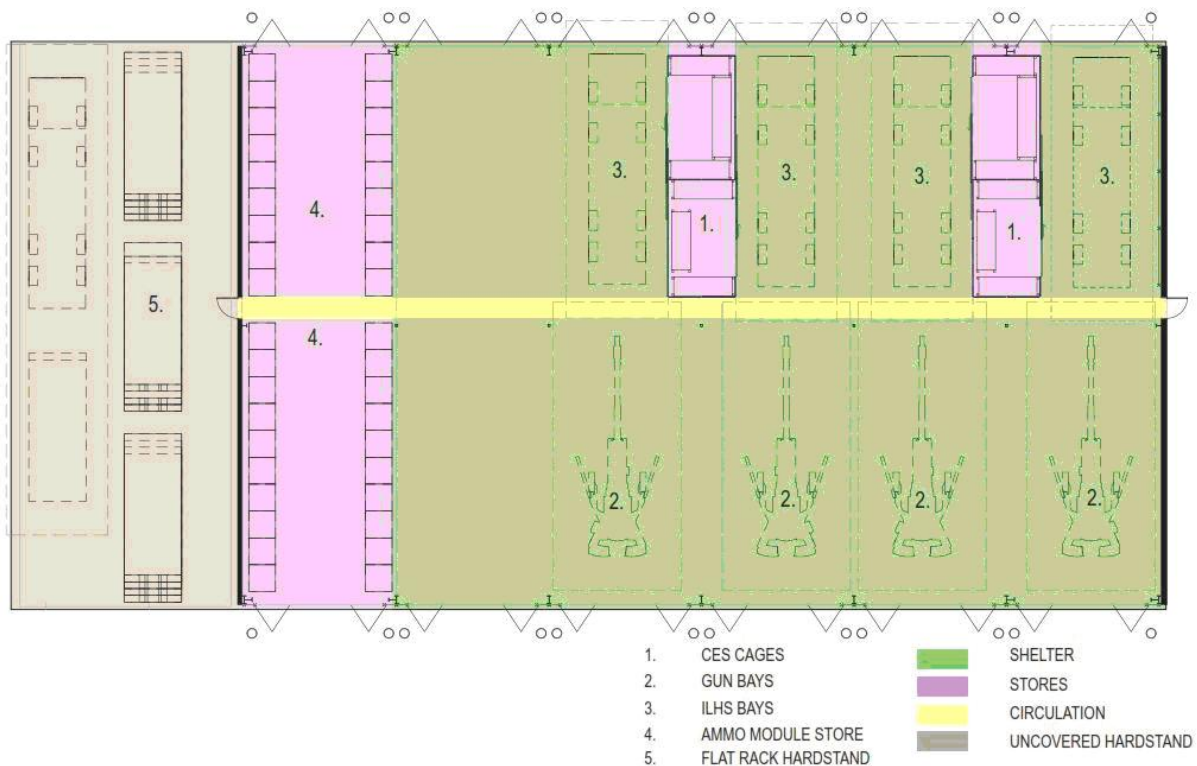 3. 3. 3. 3.
4. 1. 1.
5.
4.
2. 2. 2. 2.
1. CES CAGES
2. GUN BAYS
3. ILHS BAYS
4. AMMO MODULE STORE
5. FLAT RACK HARDSTAND
SHELTER
STORES
CIRCULATION
UNCOVERED HARDSTAND